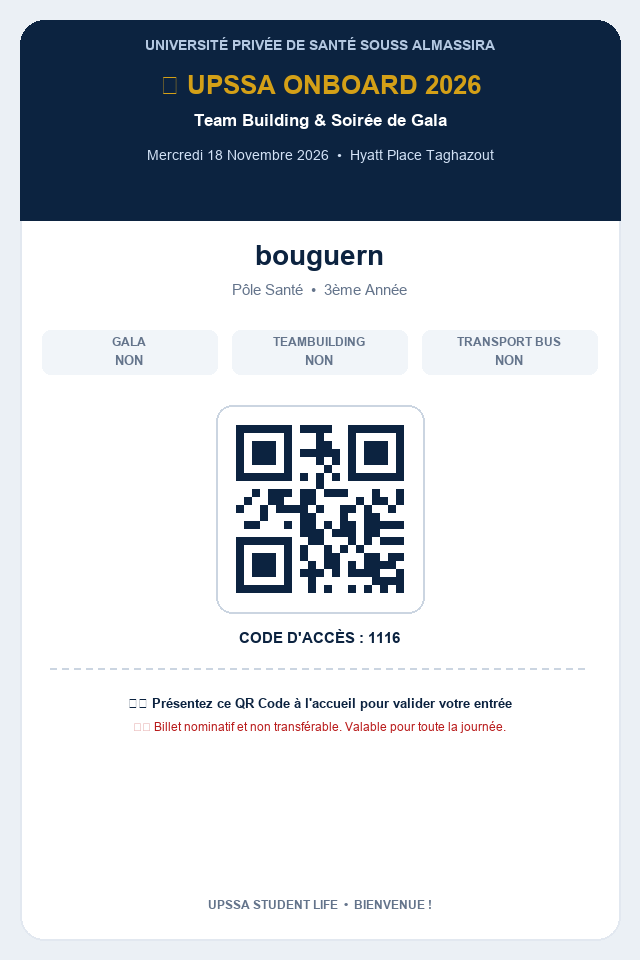 UNIVERSITÉ PRIVÉE DE SANTÉ SOUSS ALMASSIRA
UPSSA ONBOARD 2026
Team Building & Soirée de Gala
Mercredi 18 Novembre 2026 • Hyatt Place Taghazout
bouguern
Pôle Santé • 3ème Année
GALA
NON
TEAMBUILDING
NON
TRANSPORT BUS
NON
CODE D'ACCÈS : 1116
Présentez ce QR Code à l'accueil pour valider votre entrée
Billet nominatif et non transférable. Valable pour toute la journée.
UPSSA STUDENT LIFE • BIENVENUE !